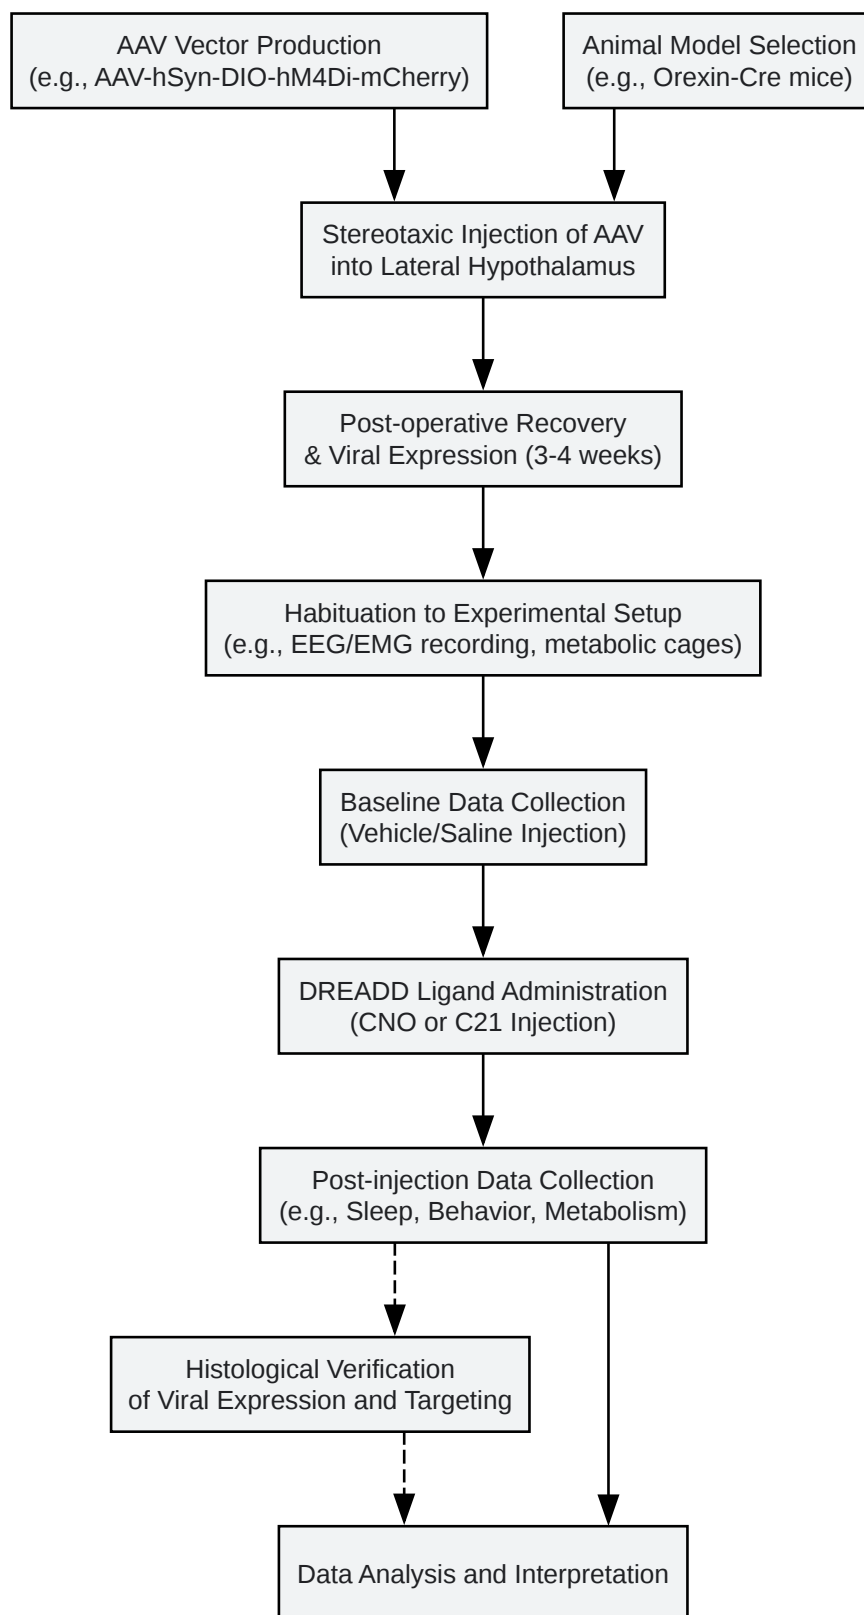 AAV Vector Production
(e.g., AAV-hSyn-DIO-hM4Di-mCherry)
Animal Model Selection
(e.g., Orexin-Cre mice)
Stereotaxic Injection of AAV
into Lateral Hypothalamus
Post-operative Recovery
& Viral Expression (3-4 weeks)
Habituation to Experimental Setup
(e.g., EEG/EMG recording, metabolic cages)
Baseline Data Collection
(Vehicle/Saline Injection)
DREADD Ligand Administration
(CNO or C21 Injection)
Post-injection Data Collection
(e.g., Sleep, Behavior, Metabolism)
Histological Verification
of Viral Expression and Targeting
Data Analysis and Interpretation